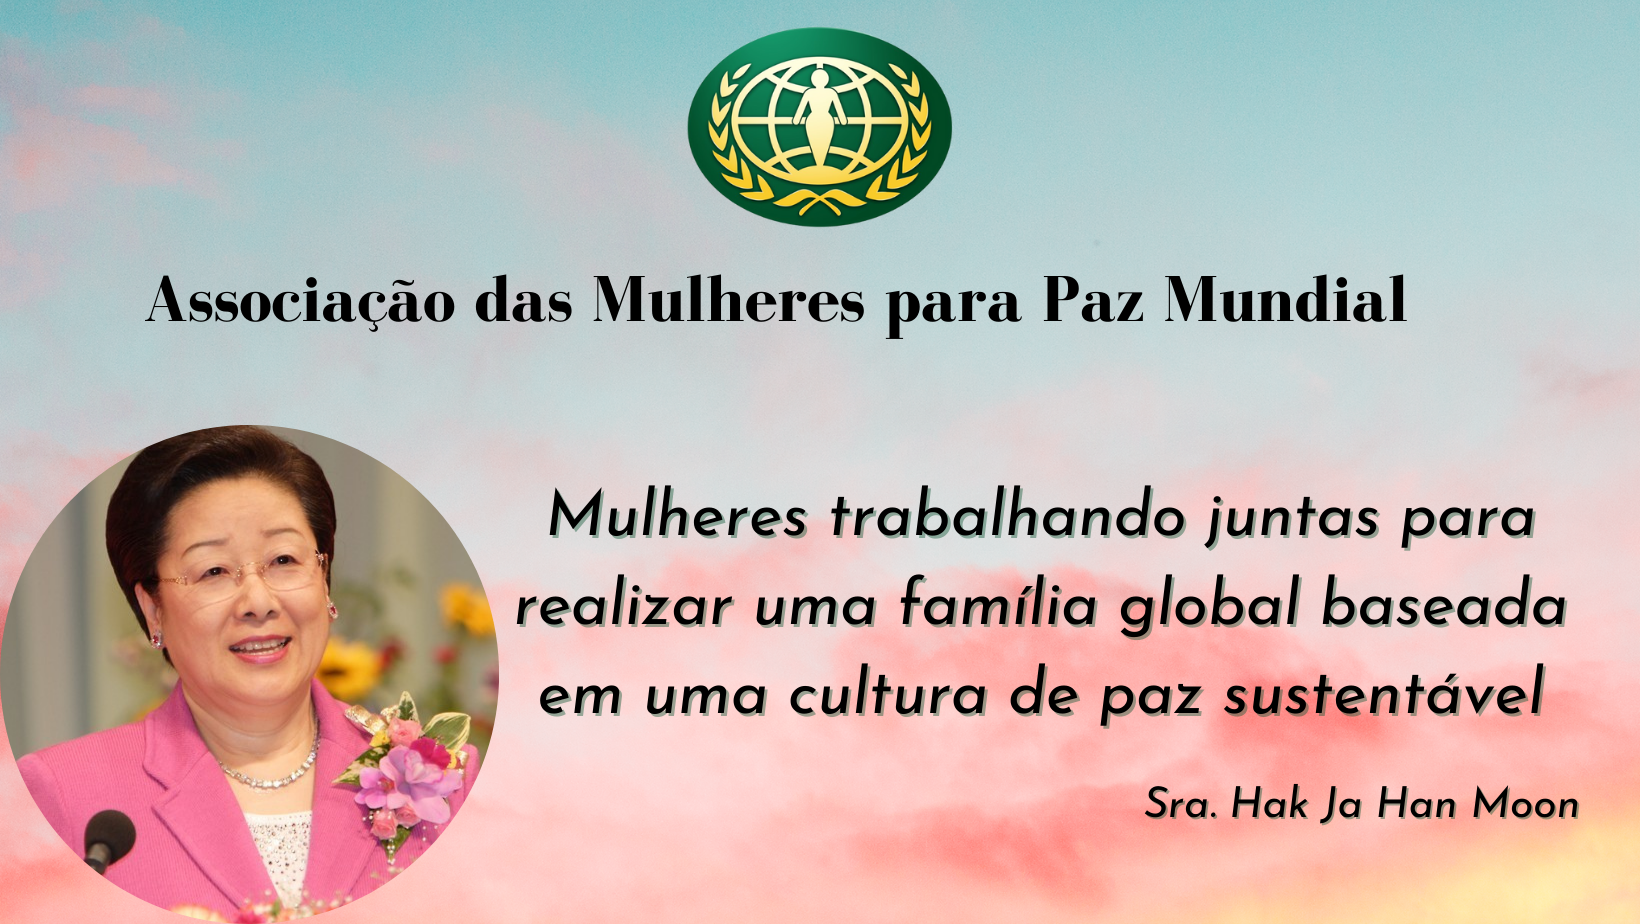 Associação das Mulheres para Paz Mundial
Mulheres trabalhando juntas para
realizar uma família global baseada
em uma cultura de paz sustentável
Sra. Hak Ja Han Moon